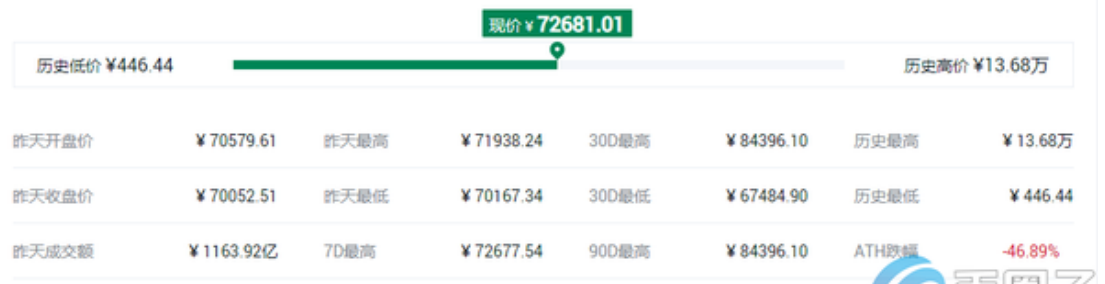 现价 ¥ 72681.01
历史低价 ¥446.44 历史高价 ¥13.68万
昨天开盘价 ¥ 70579.61 昨天最高 ¥ 71938.24 30D最高 ¥ 84396.10 历史最高 ¥ 13.68万
昨天收盘价 ¥ 70052.51 昨天最低 ¥ 70167.34 30D最低 ¥ 67484.90 历史最低 ¥ 446.44
昨天成交额 ¥ 1163.92亿 7D最高 ¥ 72677.54 90D最高 ¥ 84396.10 ATH跌幅 -46.89%